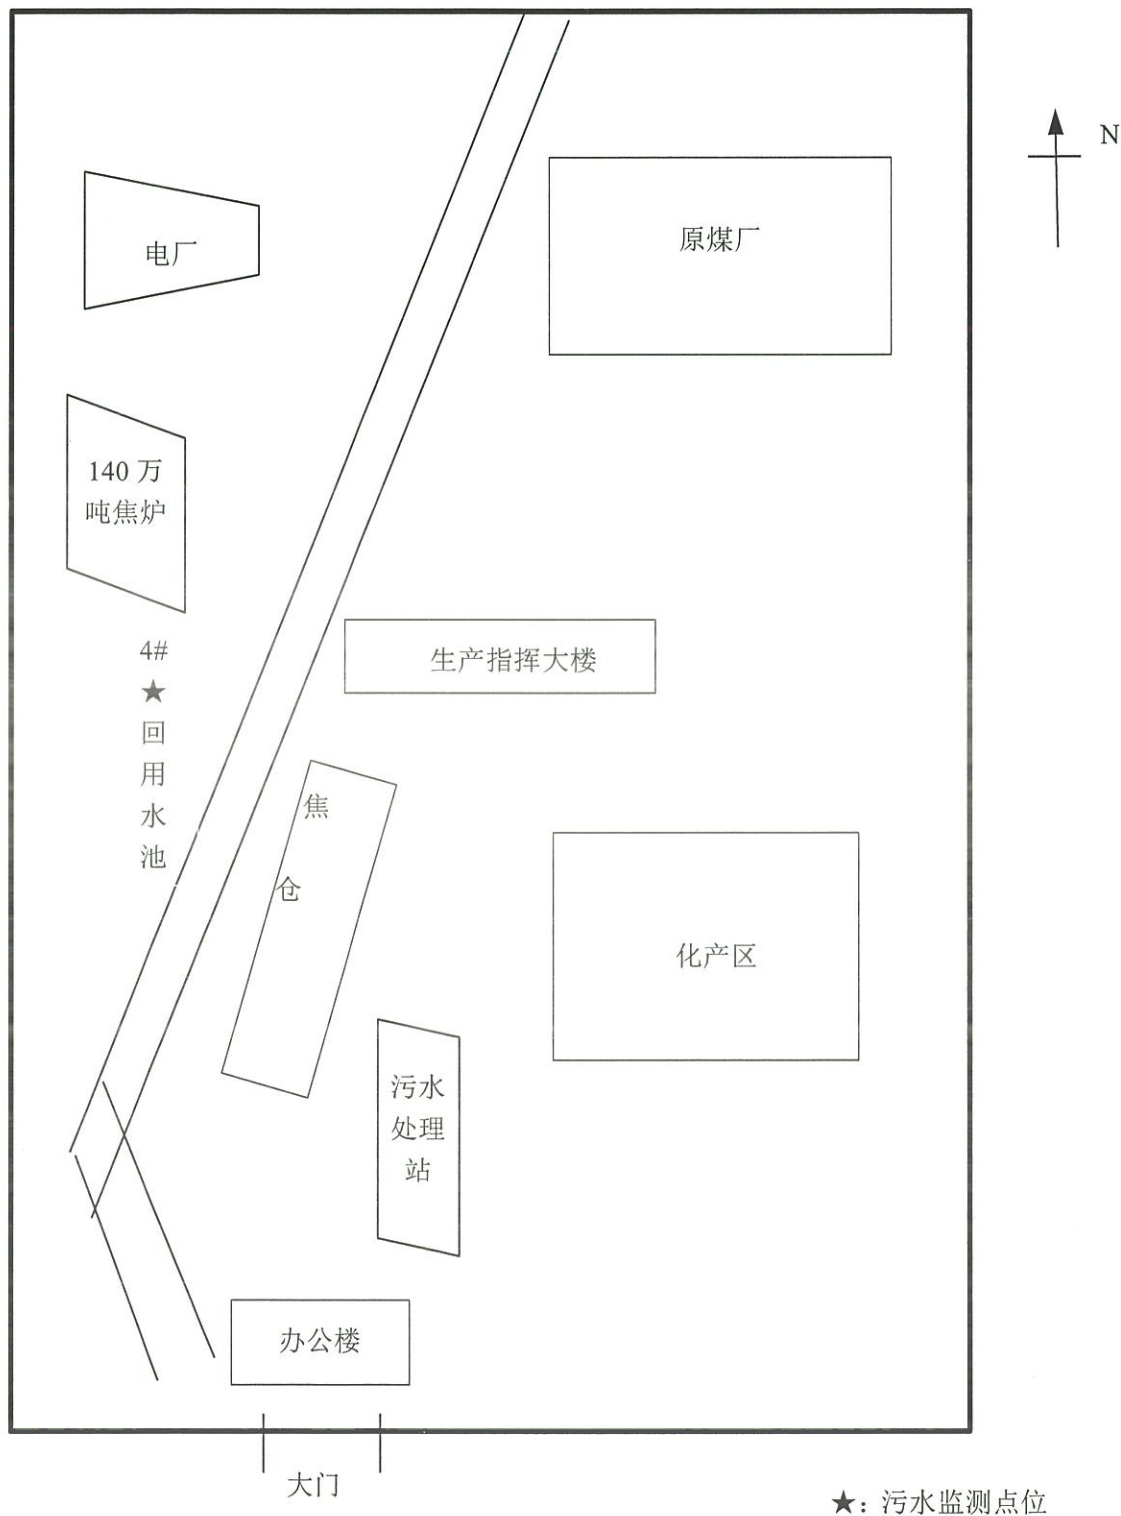 N
电厂
原煤厂
140 万
吨焦炉
4#
★
回
用
水
池
生产指挥大楼
焦
仓
化产区
污水
处理
站
办公楼
大门
★：污水监测点位